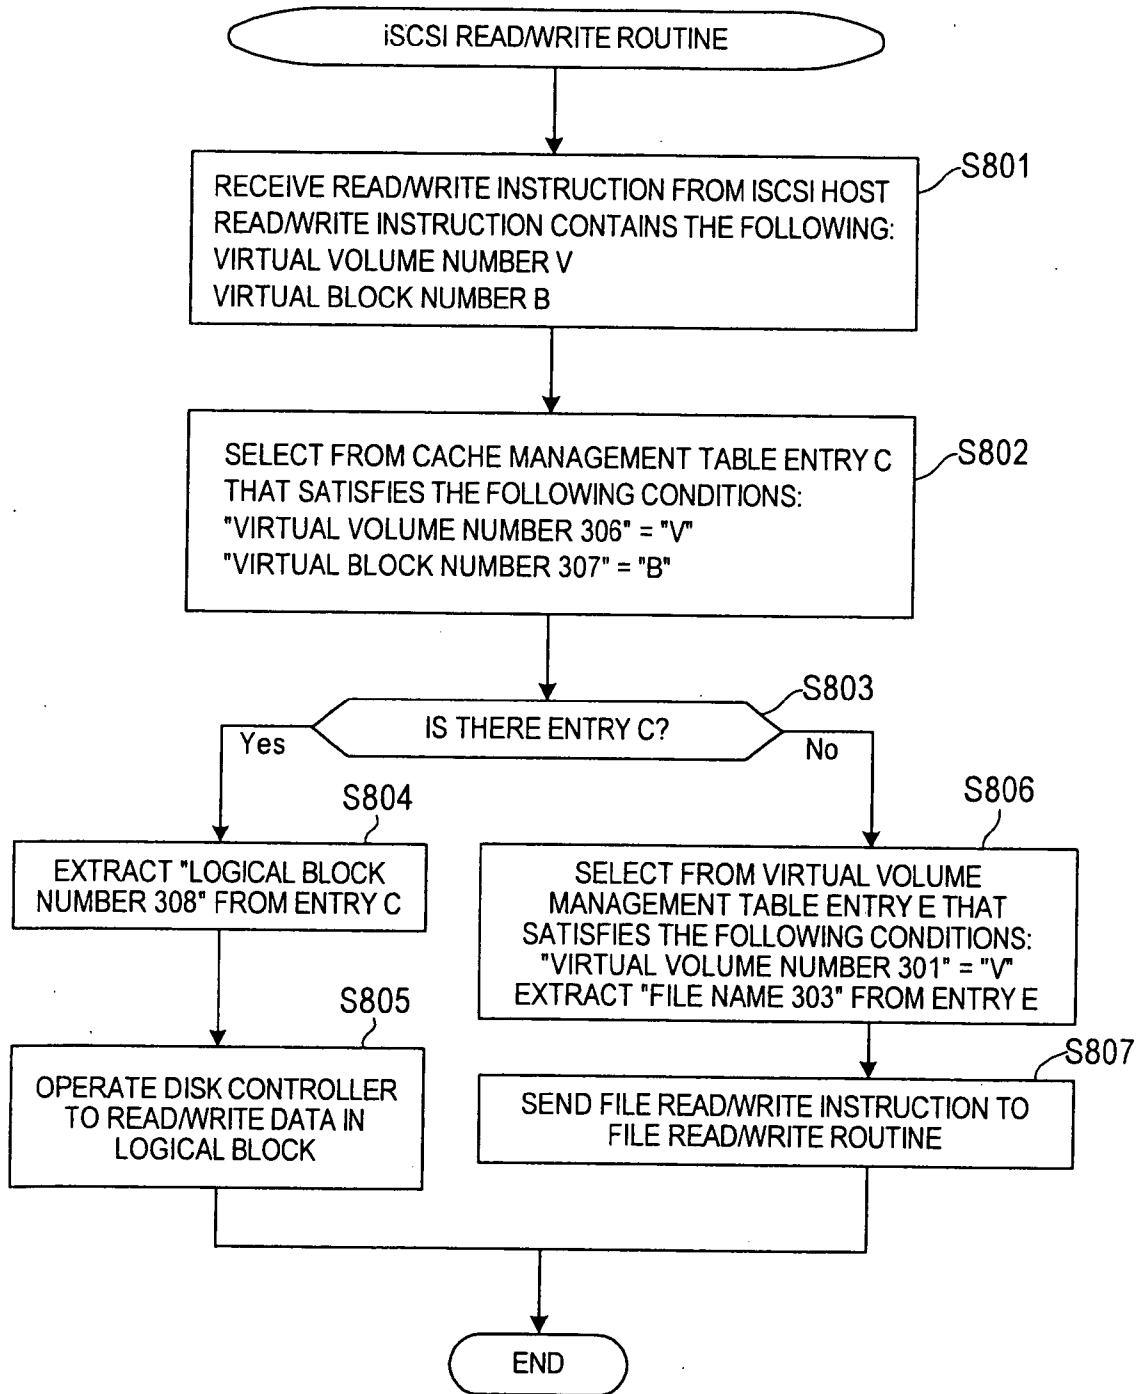 iSCSI READ/WRITE ROUTINE
S801
RECEIVE READ/WRITE INSTRUCTION FROM ISCSI HOST
READ/WRITE INSTRUCTION CONTAINS THE FOLLOWING:
VIRTUAL VOLUME NUMBER V
VIRTUAL BLOCK NUMBER B
S802
SELECT FROM CACHE MANAGEMENT TABLE ENTRY C
THAT SATISFIES THE FOLLOWING CONDITIONS:
"VIRTUAL VOLUME NUMBER 306" = "V"
"VIRTUAL BLOCK NUMBER 307" = "B"
S803
IS THERE ENTRY C?
Yes
No
S804
EXTRACT "LOGICAL BLOCK
NUMBER 308" FROM ENTRY C
S805
OPERATE DISK CONTROLLER
TO READ/WRITE DATA IN
LOGICAL BLOCK
S806
SELECT FROM VIRTUAL VOLUME
MANAGEMENT TABLE ENTRY E THAT
SATISFIES THE FOLLOWING CONDITIONS:
"VIRTUAL VOLUME NUMBER 301" = "V"
EXTRACT "FILE NAME 303" FROM ENTRY E
S807
SEND FILE READ/WRITE INSTRUCTION TO
FILE READ/WRITE ROUTINE
END